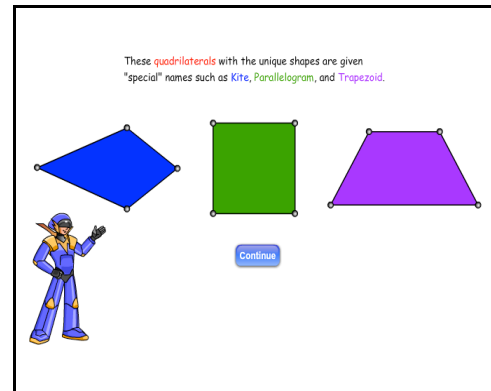 These quadrilaterals with the unique shapes are given
"special" names such as Kite, Parallelogram, and Trapezoid.
Continue